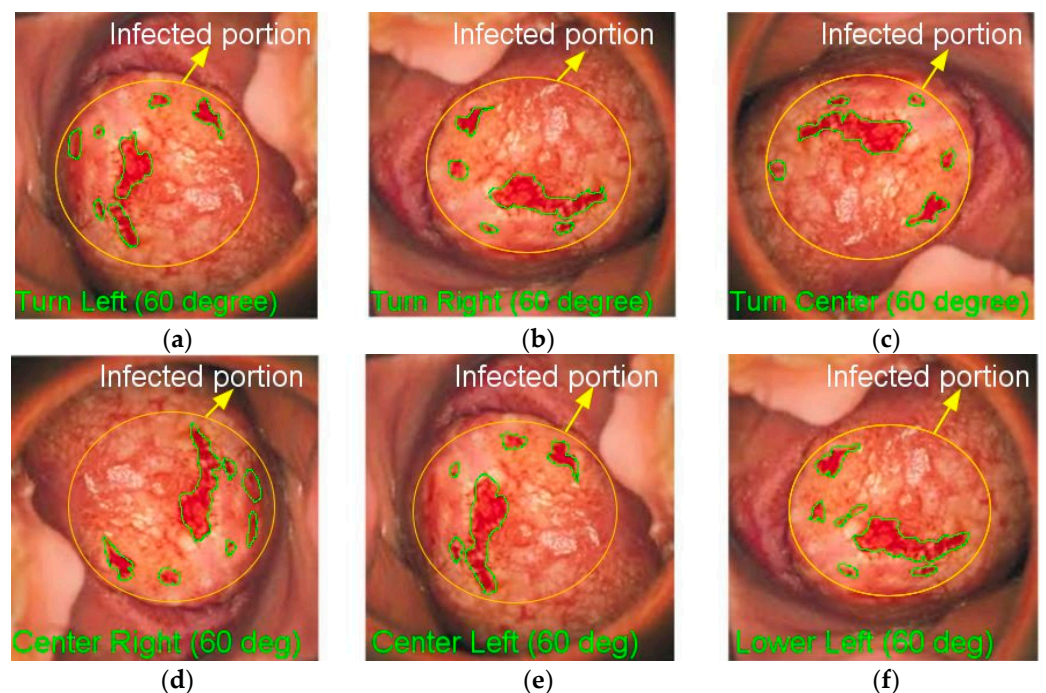 Infected portion
Infected portion
Infected portion
Turn Left (60 degree)
Turn Right (60 degree)
Turn Center (60 degree)
(a)
(b)
(c)
Infected portion
Infected portion
Infected portion
Center Right (60 deg)
Center Left (60 deg)
Lower Left (60 deg)
(d)
(e)
(f)